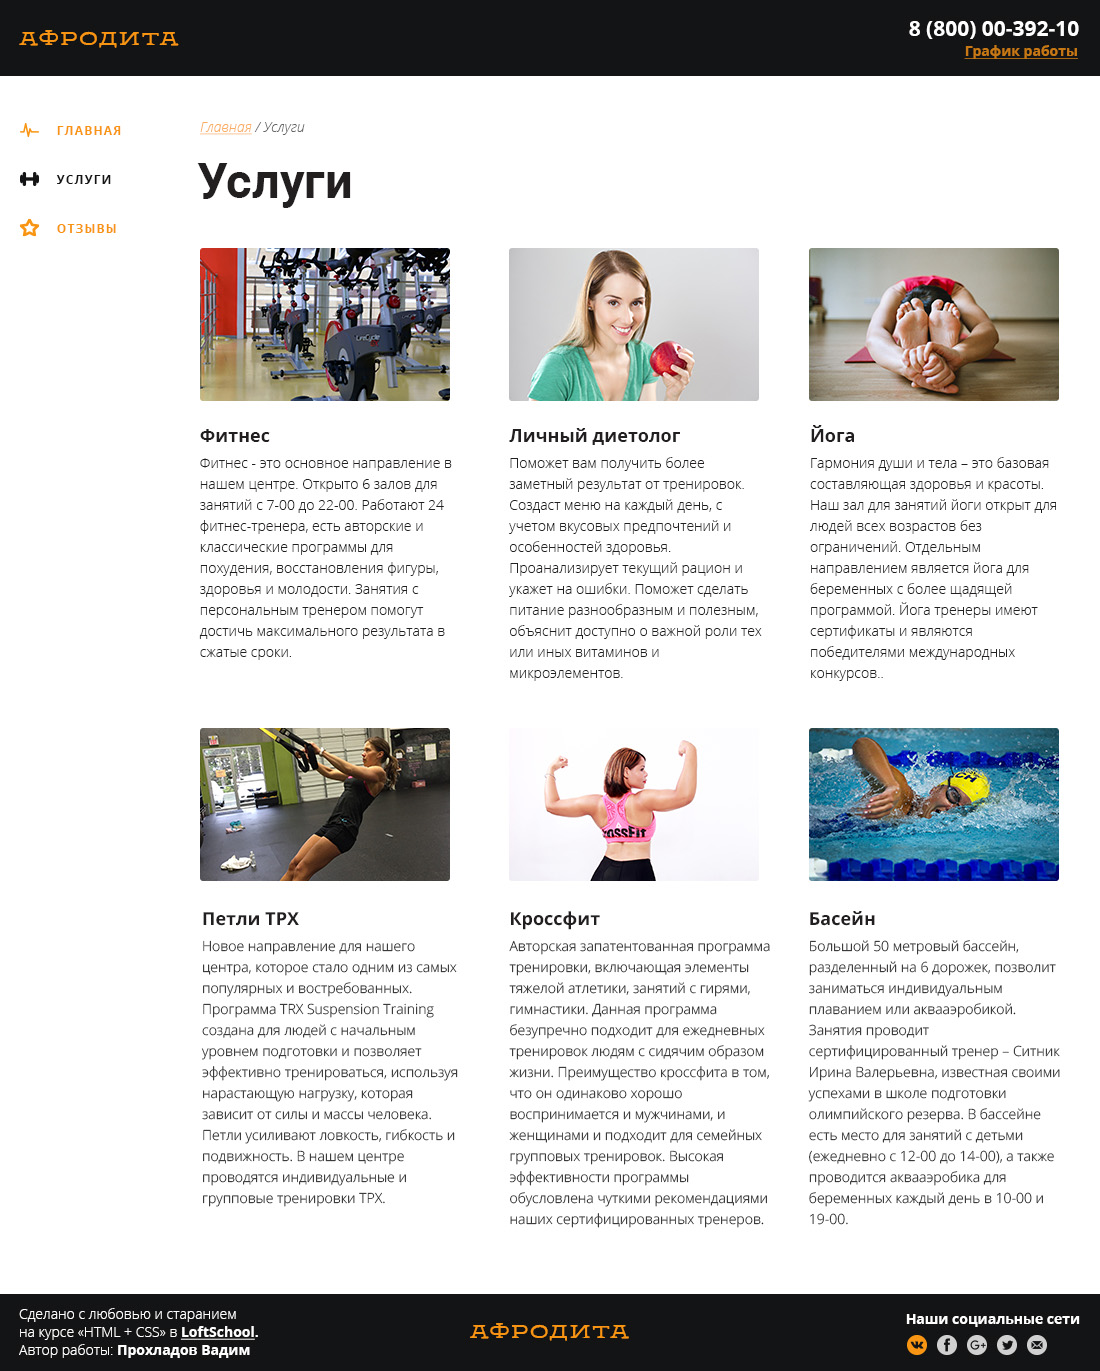 АФРОДИТА
8 (800) 00-392-10
График работы
ГЛАВНАЯ
УСЛУГИ
ОТЗЫВЫ
Главная / Услуги
Услуги
Фитнес
Фитнес - это основное направление в
нашем центре. Открыто 6 залов для
занятий с 7-00 до 22-00. Работают 24
фитнес-тренера, есть авторские и
классические программы для
похудения, восстановления фигуры,
здоровья и молодости. Занятия с
персональным тренером помогут
достичь максимального результата в
сжатые сроки.
Личный диетолог
Поможет вам получить более
заметный результат от тренировок.
Создаст меню на каждый день, с
учетом вкусовых предпочтений и
особенностей здоровья.
Проанализирует текущий рацион и
укажет на ошибки. Поможет сделать
питание разнообразным и полезным,
объяснит доступно о важной роли тех
или иных витаминов и
микроэлементов.
Йога
Гармония души и тела – это базовая
составляющая здоровья и красоты.
Наш зал для занятий йоги открыт для
людей всех возрастов без
ограничений. Отдельным
направлением является йога для
беременных с более щадящей
программой. Йога тренеры имеют
сертификаты и являются
победителями международных
конкурсов..
Петли ТРХ
Новое направление для нашего
центра, которое стало одним из самых
популярных и востребованных.
Программа TRX Suspension Training
создана для людей с начальным
уровнем подготовки и позволяет
эффективно тренироваться, используя
нарастающую нагрузку, которая
зависит от силы и массы человека.
Петли усиливают ловкость, гибкость и
подвижность. В нашем центре
проводятся индивидуальные и
групповые тренировки ТРХ.
CROSSFIT
Кроссфит
Авторская запатентованная программа
тренировки, включающая элементы
тяжелой атлетики, занятий с гирями,
гимнастики. Данная программа
безупречно подходит для ежедневных
тренировок людям с сидячим образом
жизни. Преимущество кроссфита в том,
что он одинаково хорошо
воспринимается и мужчинами, и
женщинами и подходит для семейных
групповых тренировок. Высокая
эффективности программы
обусловлена чуткими рекомендациями
наших сертифицированных тренеров.
Басейн
Большой 50 метровый бассейн,
разделенный на 6 дорожек, позволит
заниматься индивидуальным
плаванием или аквааэробикой.
Занятия проводит
сертифицированный тренер – Ситник
Ирина Валерьевна, известная своими
успехами в школе подготовки
олимпийского резерва. В бассейне
есть место для занятий с детьми
(ежедневно с 12-00 до 14-00), а также
проводится аквааэробика для
беременных каждый день в 10-00 и
19-00.
Сделано с любовью и старанием
на курсе «HTML + CSS» в LoftSchool.
Автор работы: Прохладов Вадим
АФРОДИТА
Наши социальные сети